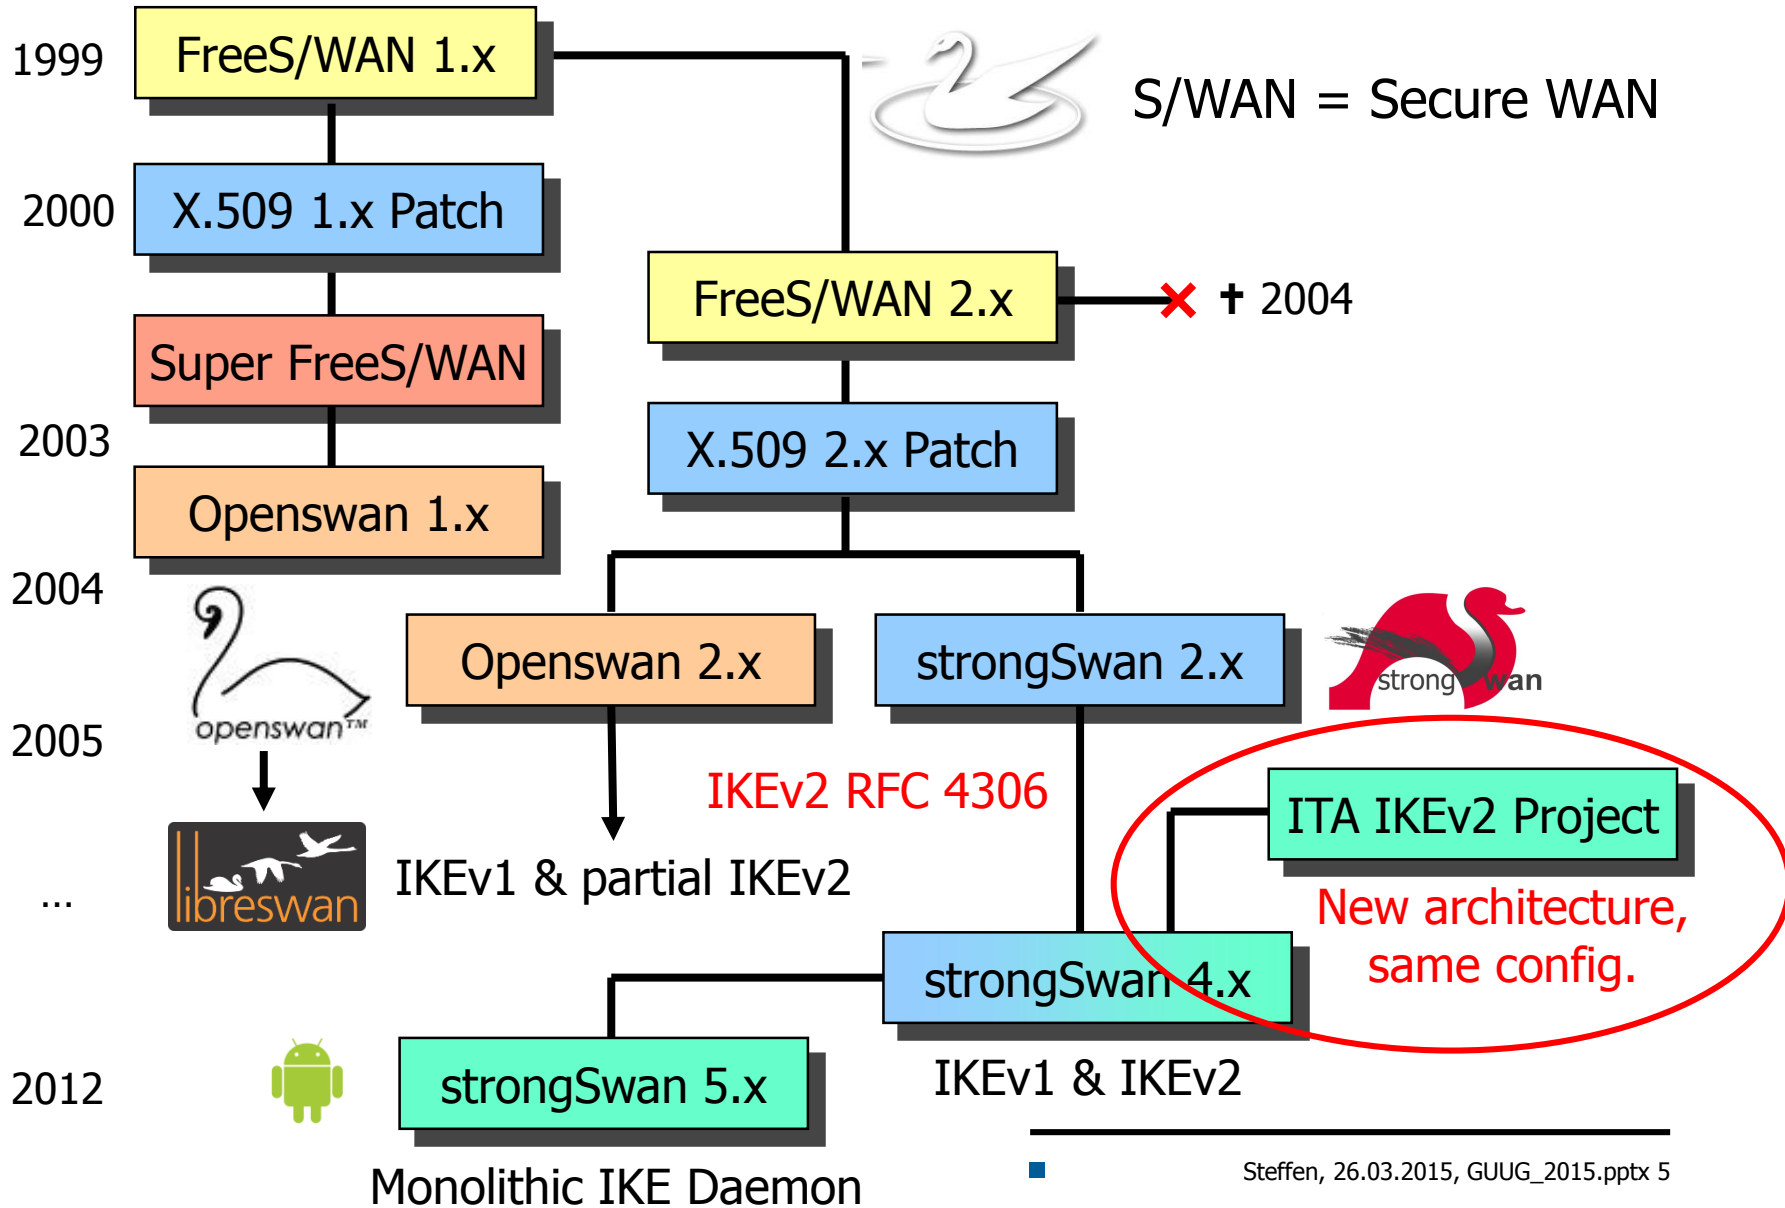 1999
FreeS/WAN 1.x
S/WAN = Secure WAN
2000
X.509 1.x Patch
FreeS/WAN 2.x
✝ 2004
Super FreeS/WAN
2003
X.509 2.x Patch
Openswan 1.x
2004
openswan™
Openswan 2.x
strongSwan 2.x
strongSwan
2005
IKEv2 RFC 4306
ITA IKEv2 Project
...
libreswan
IKEv1 & partial IKEv2
New architecture,
same config.
strongSwan 4.x
IKEv1 & IKEv2
2012
strongSwan 5.x
Monolithic IKE Daemon
Steffen, 26.03.2015, GUUG_2015.pptx 5